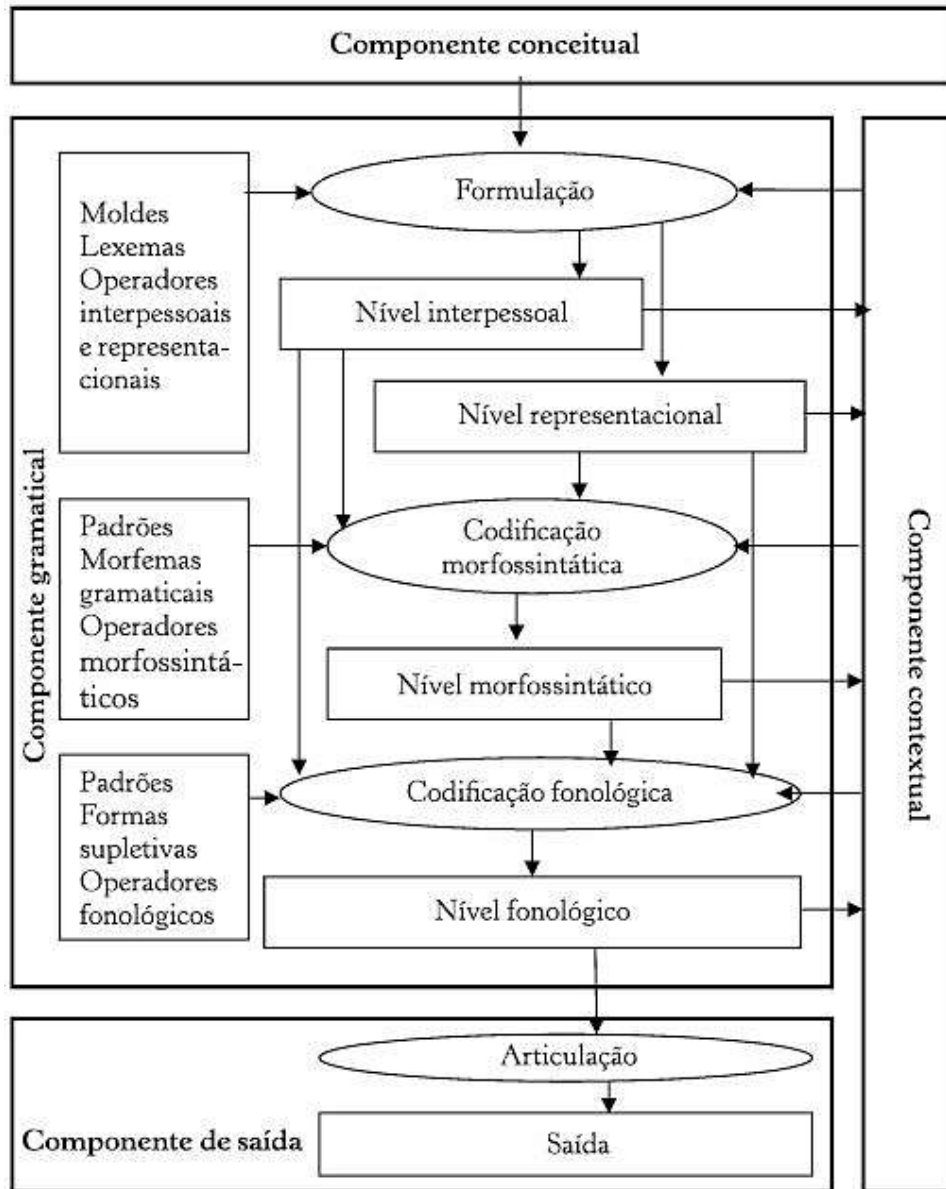 Componente conceitual
Formulação
Moldes
Lexemas
Operadores
interpessoais
e representa-
cionais
Nível interpessoal
Nível representacional
Componente gramatical
Padrões
Morfemas
gramaticais
Operadores
morfossintá-
ticos
Codificação
morfossintática
Nível morfossintático
Componente contextual
Padrões
Formas
supletivas
Operadores
fonológicos
Codificação fonológica
Nível fonológico
Articulação
Componente de saída
Saída